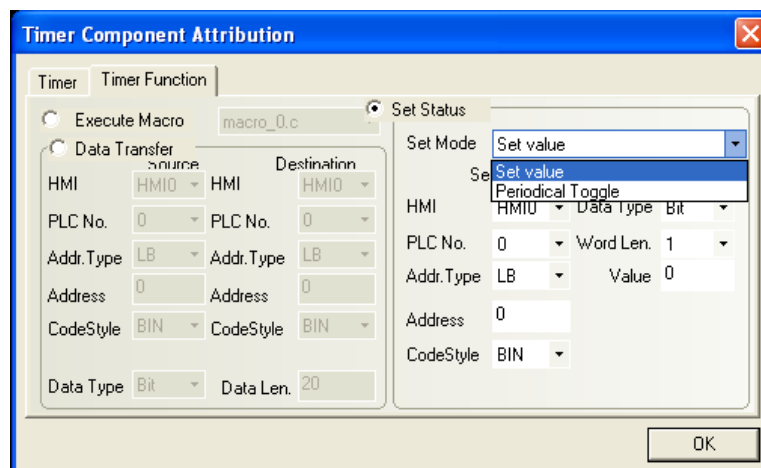 Timer Component Attribution
Timer Timer Function
Execute Macro macro_0.c
Data Transfer
Source Destination
HMI HMI0 HMI HMI0
PLC No. 0 PLC No. 0
Addr.Type LB Addr.Type LB
Address 0 Address 0
CodeStyle BIN CodeStyle BIN
Data Type Bit Data Len. 20
Set Status
Set Mode Set value
Se Set value
Periodical Toggle
HMI HMI0 Data Type Bit
PLC No. 0 Word Len. 1
Addr.Type LB Value 0
Address 0
CodeStyle BIN
OK